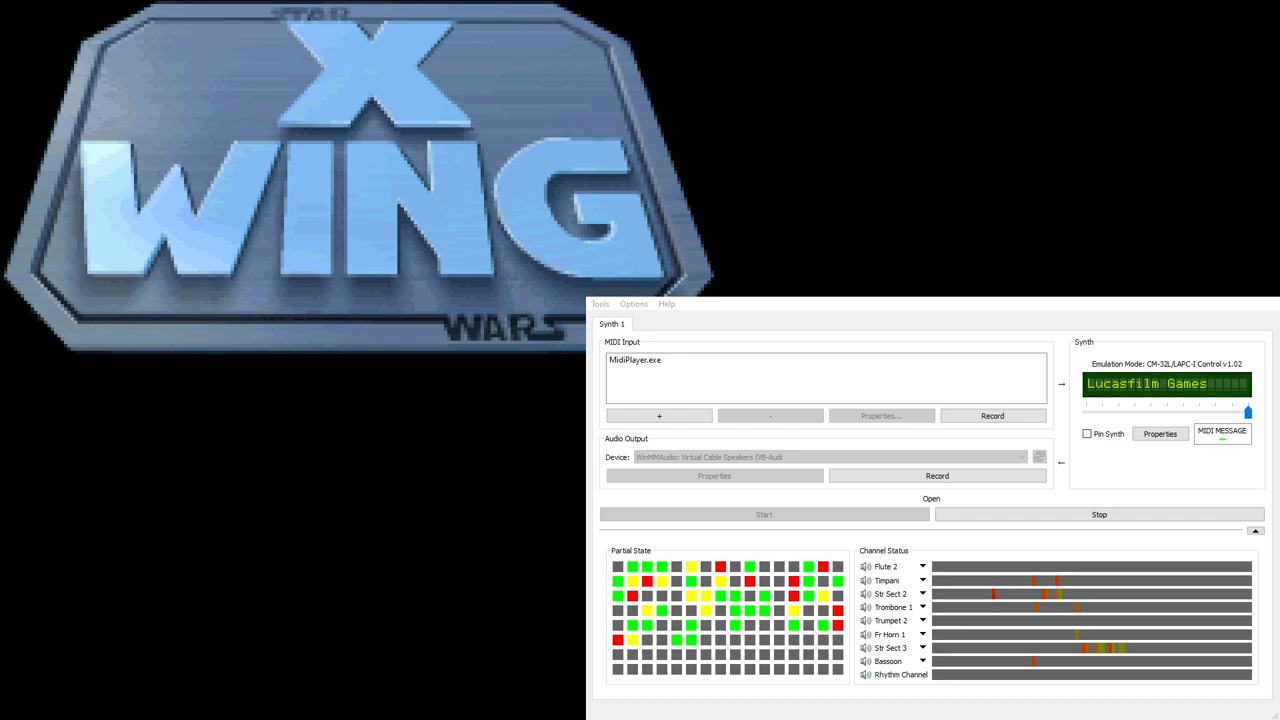 STAR
X
WING
WARS
Tools Options Help
Synth 1
MIDI Input
MidiPlayer.exe
+ - Properties... Record
Audio Output
Device: WinMMAudio: Virtual Cable Speakers (VB-Audi
Properties Record
Synth
Emulation Mode: CM-32L/LAPC-I Control v1.02
Lucasfilm Games
Pin Synth Properties MIDI MESSAGE
Open
Start Stop
Partial State
Channel Status
Flute 2
Timpani
Str Sect 2
Trombone 1
Trumpet 2
Fr Horn 1
Str Sect 3
Bassoon
Rhythm Channel